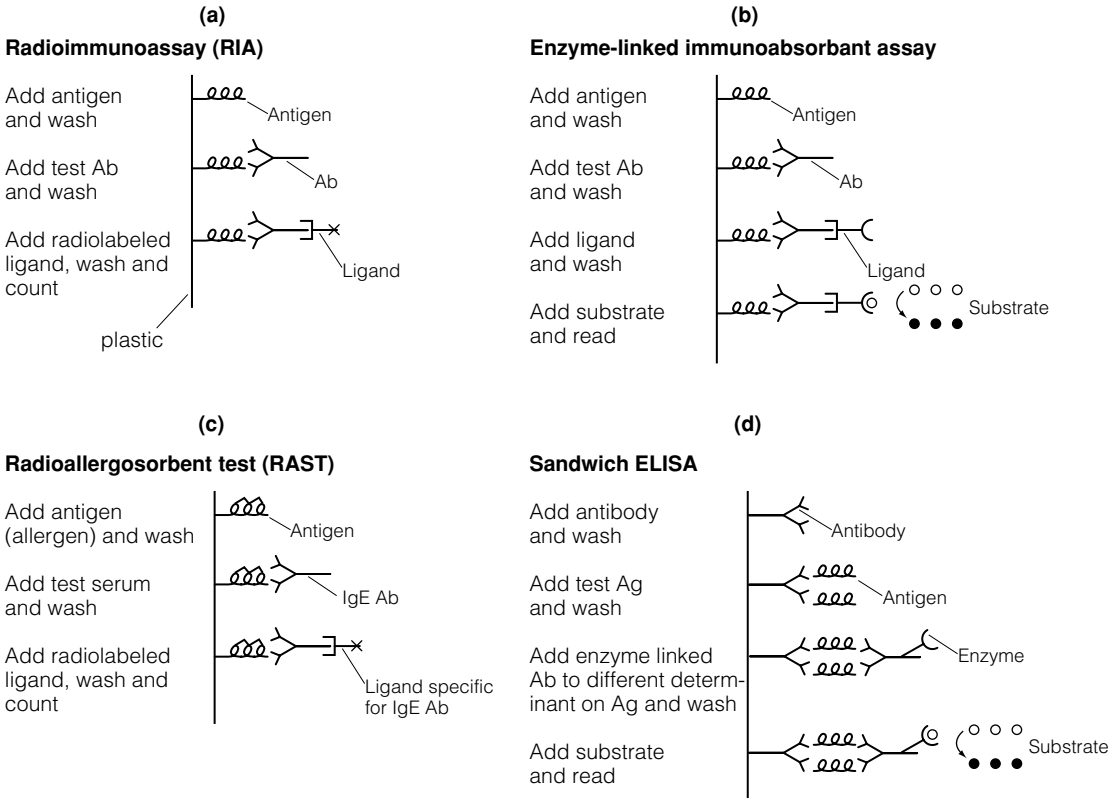 (a)
Radioimmunoassay (RIA)
Add antigen
and wash
Antigen
Add test Ab
and wash
Ab
Add radiolabeled
ligand, wash and
count
Ligand
plastic
(b)
Enzyme-linked immunoabsorbant assay
Add antigen
and wash
Antigen
Add test Ab
and wash
Ab
Add ligand
and wash
Ligand
Add substrate
and read
Substrate
(c)
Radioallergosorbent test (RAST)
Add antigen
(allergen) and wash
Antigen
Add test serum
and wash
IgE Ab
Add radiolabeled
ligand, wash and
count
Ligand specific
for IgE Ab
(d)
Sandwich ELISA
Add antibody
and wash
Antibody
Add test Ag
and wash
Antigen
Add enzyme linked
Ab to different determ-
inant on Ag and wash
Enzyme
Add substrate
and read
Substrate